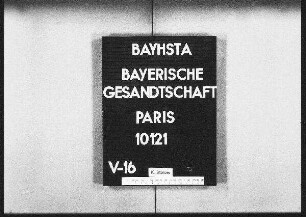 BAYHSTA
BAYERISCHE
GESANDTSCHAFT
PARIS
10121
V-16